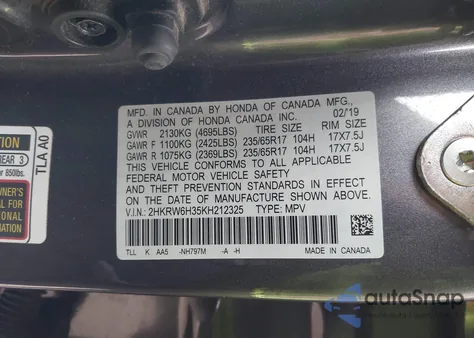 MFD. IN CANADA BY HONDA OF CANADA MFG.,
A DIVISION OF HONDA CANADA INC. 02/19
GVWR 2130KG (4695LBS) TIRE SIZE RIM SIZE
GAWR F 1100KG (2425LBS) 235/65R17 104H 17X7.5J
GAWR R 1075KG (2369LBS) 235/65R17 104H 17X7.5J
THIS VEHICLE CONFORMS TO ALL APPLICABLE
FEDERAL MOTOR VEHICLE SAFETY
AND THEFT PREVENTION STANDARDS IN EFFECT
ON THE DATE OF MANUFACTURE SHOWN ABOVE.
V.I.N.: 2HKRW6H35KH212325 TYPE: MPV
TLL K AA5 -NH797M -A -H MADE IN CANADA
TLA A0
REAR 3
850lbs.
autoSnap